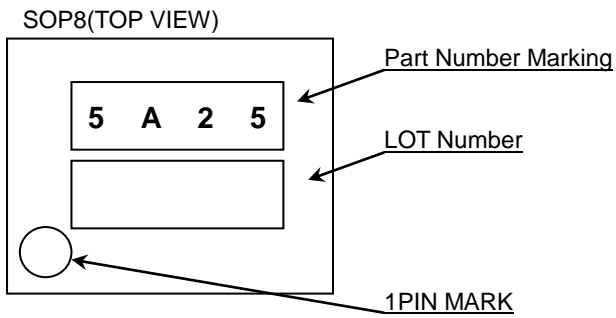 SOP8(TOP VIEW)
Part Number Marking
5 A 2 5
LOT Number
1PIN MARK